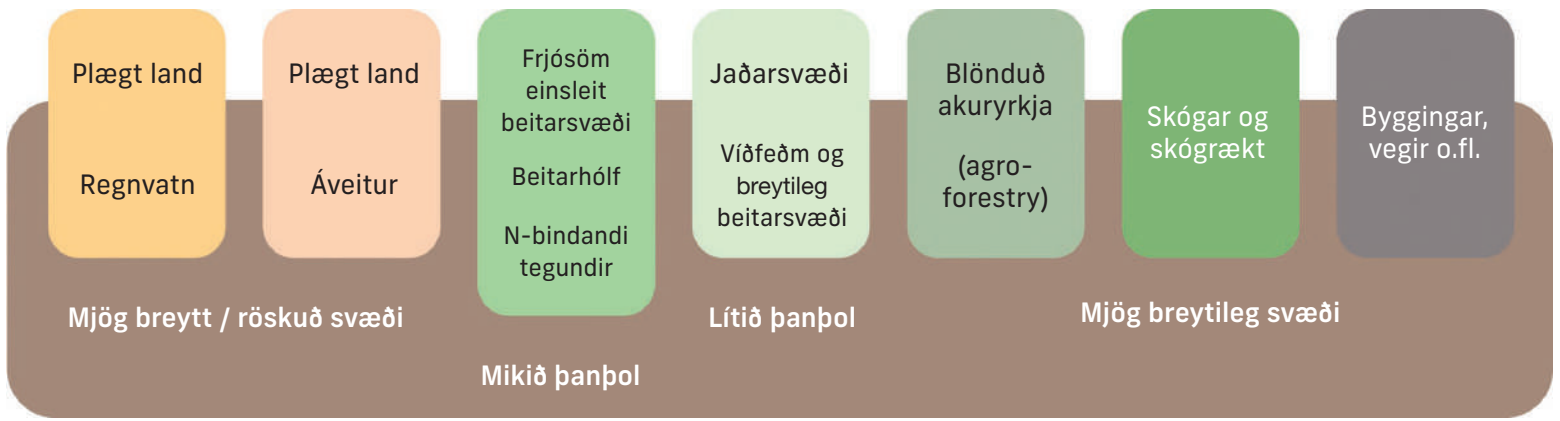 Plægt land
Regnvatn
Plægt land
Áveitur
Frjósöm
einsleit
beitarsvæði
Beitarhólf
N-bindandi
tegundir
Jaðarsvæði
Víðfeðm og
breytileg
beitarsvæði
Blönduð
akuryrkja
(agro-
forestry)
Skógar og
skógrækt
Byggingar,
vegir o.fl.
Mjög breytt / röskuð svæði
Mikið þanþol
Lítið þanþol
Mjög breytileg svæði